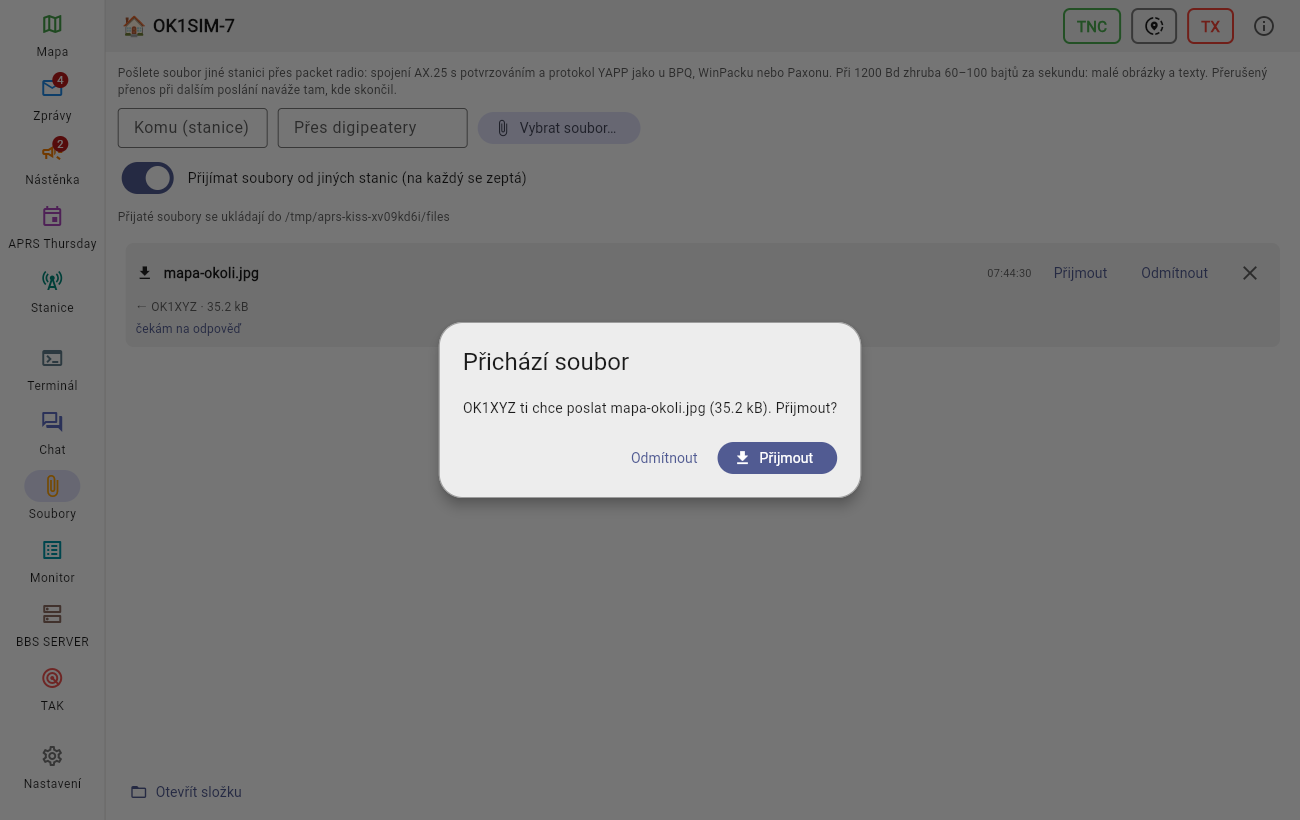 Mapa
4
Zprávy
2
Nástěnka
APRS Thursday
Stanice
Terminál
Chat
Soubory
Monitor
BBS SERVER
TAK
Nastavení
OK1SIM-7
TNC
TX
Pošlete soubor jiné stanici přes packet radio: spojení AX.25 s potvrzováním a protokol YAPP jako u BPQ, WinPacku nebo Paxonu. Při 1200 Bd zhruba 60–100 bajtů za sekundu: malé obrázky a texty. Přerušený
přenos při dalším poslání naváže tam, kde skončil.
Komu (stanice)
Přes digipeatery
Vybrat soubor…
Přijímat soubory od jiných stanic (na každý se zeptá)
Přijaté soubory se ukládají do /tmp/aprs-kiss-xv09kd6i/files
mapa-okoli.jpg
07:44:30
Přijmout
Odmítnout
← OK1XYZ · 35.2 kB
čekám na odpověď
Přichází soubor
OK1XYZ ti chce poslat mapa-okoli.jpg (35.2 kB). Přijmout?
Odmítnout
Přijmout
Otevřít složku